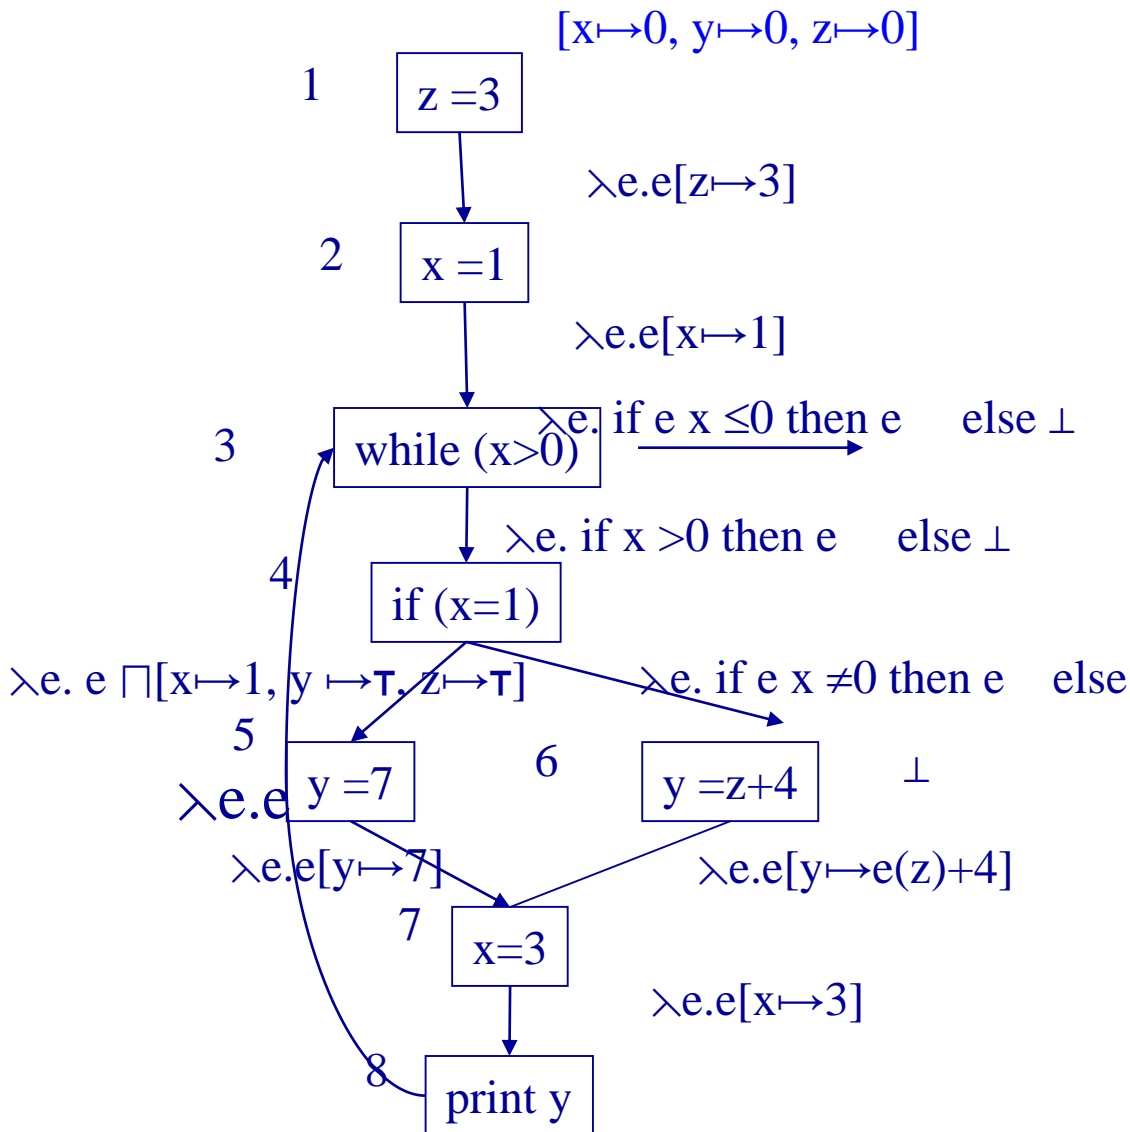 [x↦0, y↦0, z↦0]
1
z =3
λe.e[z↦3]
2
x =1
λe.e[x↦1]
3
while (x>0)
λe. if e x ≤0 then e else ⊥
λe. if x >0 then e else ⊥
4
if (x=1)
λe. e ⊓[x↦1, y ↦⊤, z↦⊤]
λe. if e x ≠0 then e else
⊥
5
y =7
6
y =z+4
λe.e
λe.e[y↦7]
λe.e[y↦e(z)+4]
7
x=3
λe.e[x↦3]
8
print y